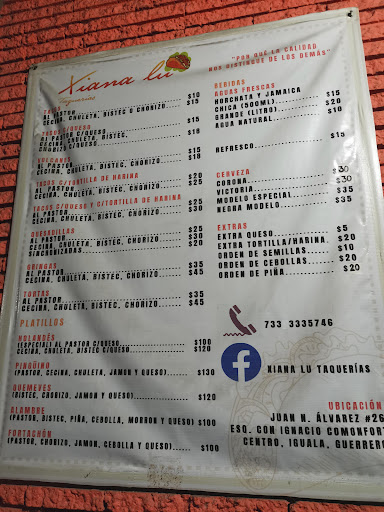 Xiana lu
Taquerías
"POR QUÉ LA CALIDAD
NOS DISTINGUE DE LOS DEMÁS"
TACOS
AL PASTOR $10
CECINA, CHULETA, BISTEC O CHORIZO $15
AL PASTOR C/QUESO $15
CECINA, CHULETA, BISTEC,
CHORIZO C/QUESO $18
VOLCANES
AL PASTOR $15
CECINA, CHULETA, BISTEC, CHORIZO $18
TACOS C/TORTILLA DE HARINA
AL PASTOR $20
CECINA, CHULETA, BISTEC, CHORIZO $25
TACOS C/QUESO Y C/TORTILLA DE HARINA
AL PASTOR $25
CECINA, CHULETA, BISTEC, CHORIZO $30
QUESADILLAS
AL PASTOR $25
CECINA, CHULETA, BISTEC, CHORIZO $30
SINCRONIZADAS $20
GRINGAS
AL PASTOR $35
CECINA, CHULETA, BISTEC, CHORIZO $45
TORTAS
AL PASTOR $35
CECINA, CHULETA, BISTEC, CHORIZO $45
PLATILLOS
HOLANDÉS
(ESPECIAL) AL PASTOR C/QUESO $100
CECINA, CHULETA, BISTEC C/QUESO $120
PINGÜINO
(PASTOR, CECINA, CHULETA, JAMON Y QUESO) $130
QUEMEVES
(BISTEC, CHORIZO, JAMON Y QUESO) $120
ALAMBRE
(PASTOR, BISTEC, PIÑA, CEBOLLA, MORRON Y QUESO) $100
FORTACHÓN
(PASTOR, CHORIZO, JAMON, CEBOLLA Y QUESO) $100
BEBIDAS
AGUAS FRESCAS
HORCHATA Y JAMAICA
CHICA (500ML) $15
GRANDE (LITRO) $20
AGUA NATURAL $10
REFRESCO $15
CERVEZA
CORONA $30
VICTORIA $30
MODELO ESPECIAL $35
NEGRA MODELO $35
EXTRAS
EXTRA QUESO $5
EXTRA TORTILLA/HARINA $20
ORDEN DE SEMILLAS $10
ORDEN DE CEBOLLAS $20
ORDEN DE PIÑA $20
733 3335746
f XIANA LU TAQUERÍAS
UBICACIÓN
JUAN N. ÁLVAREZ #26
ESQ. CON IGNACIO COMONFORT
CENTRO, IGUALA, GUERRERO